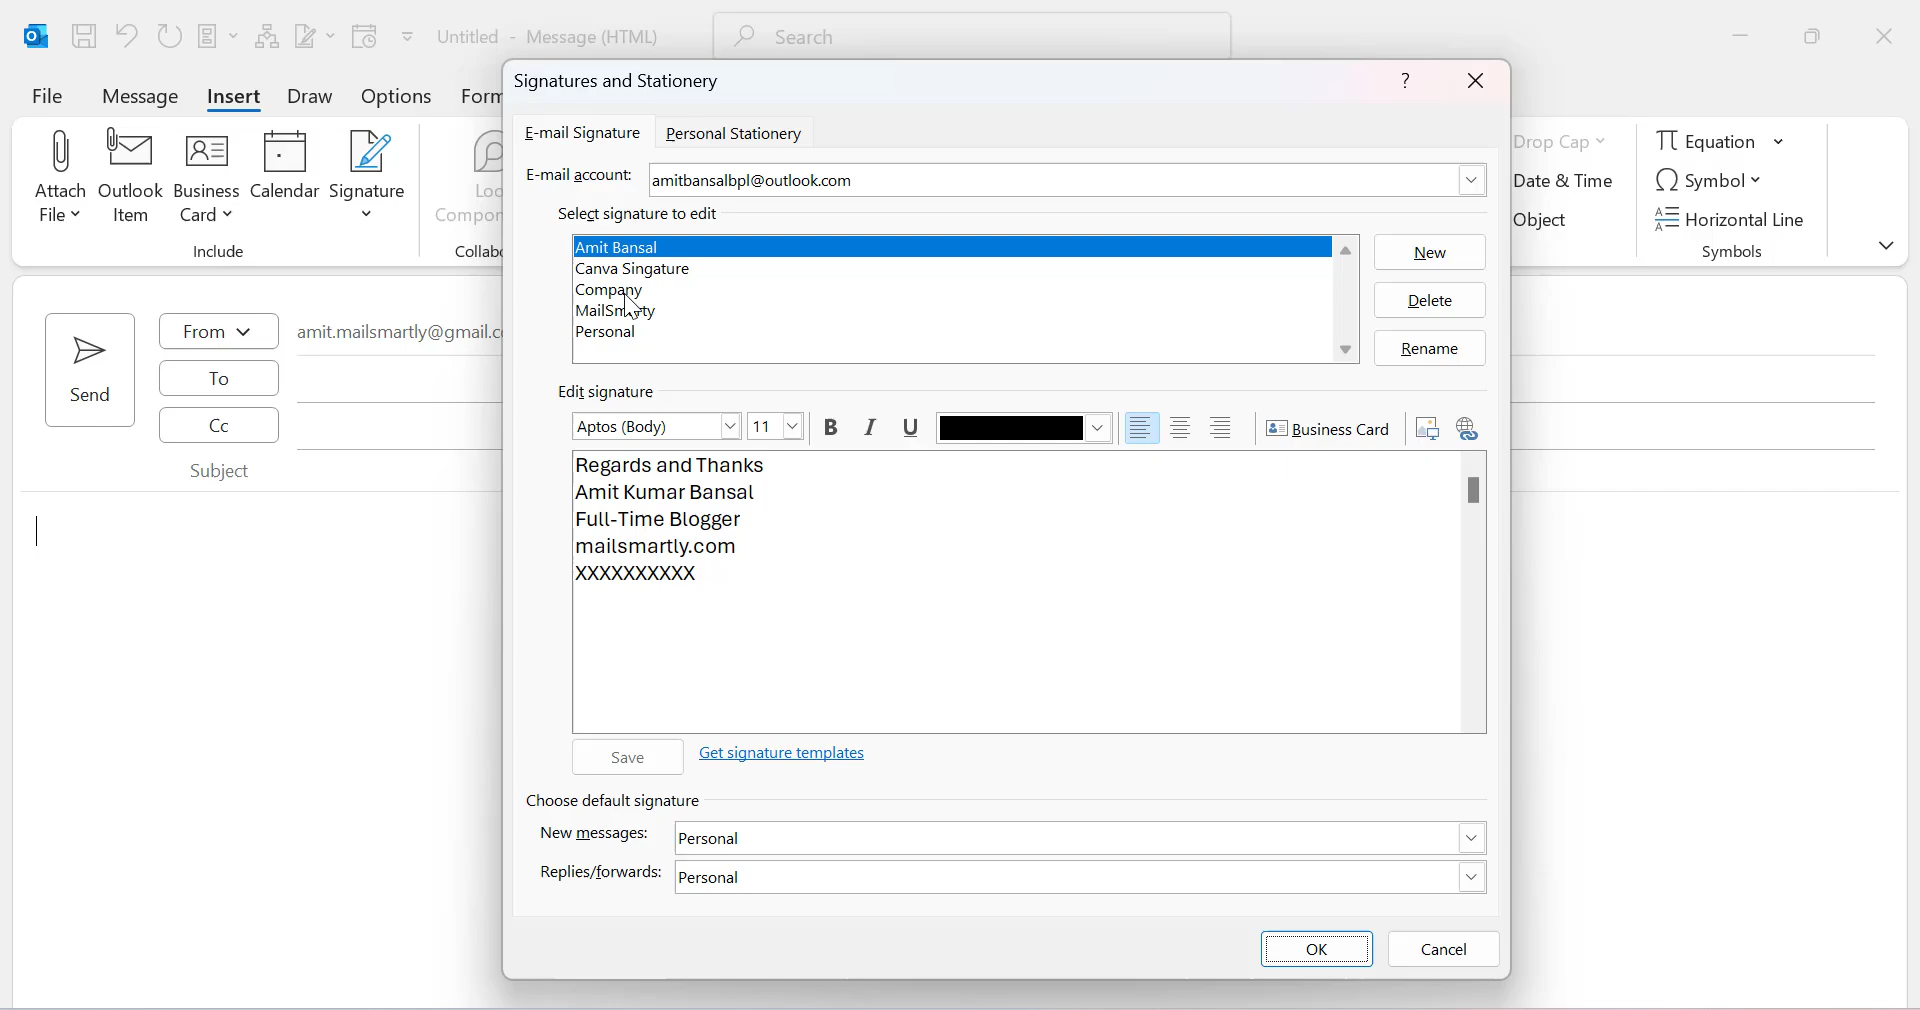 Untitled - Message (HTML)
Search
File Message Insert Draw Options
Signatures and Stationery
?
Attach File
Outlook Item
Business Card
Calendar
Signature
Include
E-mail Signature
Personal Stationery
E-mail account: amitbansalbpl@outlook.com
Select signature to edit
Amit Bansal
Canva Singature
Company
Personal
New
Delete
Rename
Drop Cap
Date & Time
Object
Equation
Symbol
Horizontal Line
Symbols
Send
From
To
Cc
Subject
Edit signature
Aptos (Body) 11 B I U Business Card
Regards and Thanks
Amit Kumar Bansal
Full-Time Blogger
mailsmartly.com
XXXXXXXXXX
Save
Get signature templates
Choose default signature
New messages: Personal
Replies/forwards: Personal
OK
Cancel